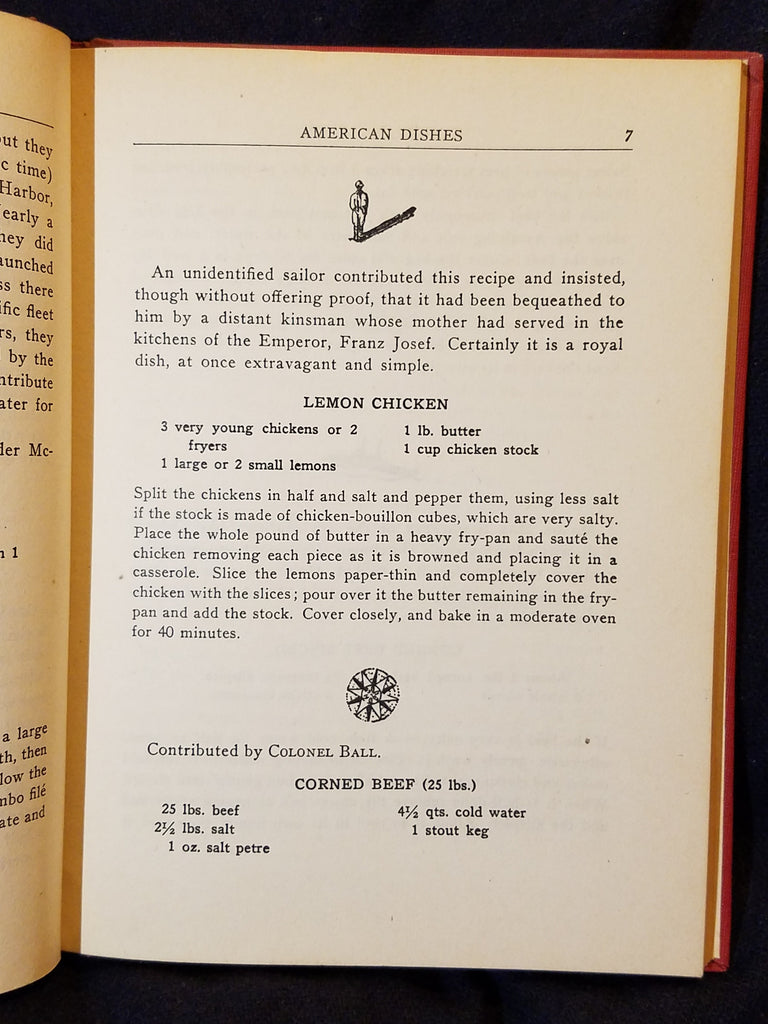 ut they
c time)
Harbor,
early a
hey did
aunched
ss there
ific fleet
rs, they
by the
ntribute
ater for
der Mc-
n 1
a large
th, then
low the
mbo filé
ate and
AMERICAN DISHES 7
An unidentified sailor contributed this recipe and insisted,
though without offering proof, that it had been bequeathed to
him by a distant kinsman whose mother had served in the
kitchens of the Emperor, Franz Josef. Certainly it is a royal
dish, at once extravagant and simple.
LEMON CHICKEN
3 very young chickens or 2
fryers
1 large or 2 small lemons
1 lb. butter
1 cup chicken stock
Split the chickens in half and salt and pepper them, using less salt
if the stock is made of chicken-bouillon cubes, which are very salty.
Place the whole pound of butter in a heavy fry-pan and sauté the
chicken removing each piece as it is browned and placing it in a
casserole. Slice the lemons paper-thin and completely cover the
chicken with the slices; pour over it the butter remaining in the fry-
pan and add the stock. Cover closely, and bake in a moderate oven
for 40 minutes.
Contributed by COLONEL BALL.
CORNED BEEF (25 lbs.)
25 lbs. beef
2½ lbs. salt
1 oz. salt petre
4½ qts. cold water
1 stout keg